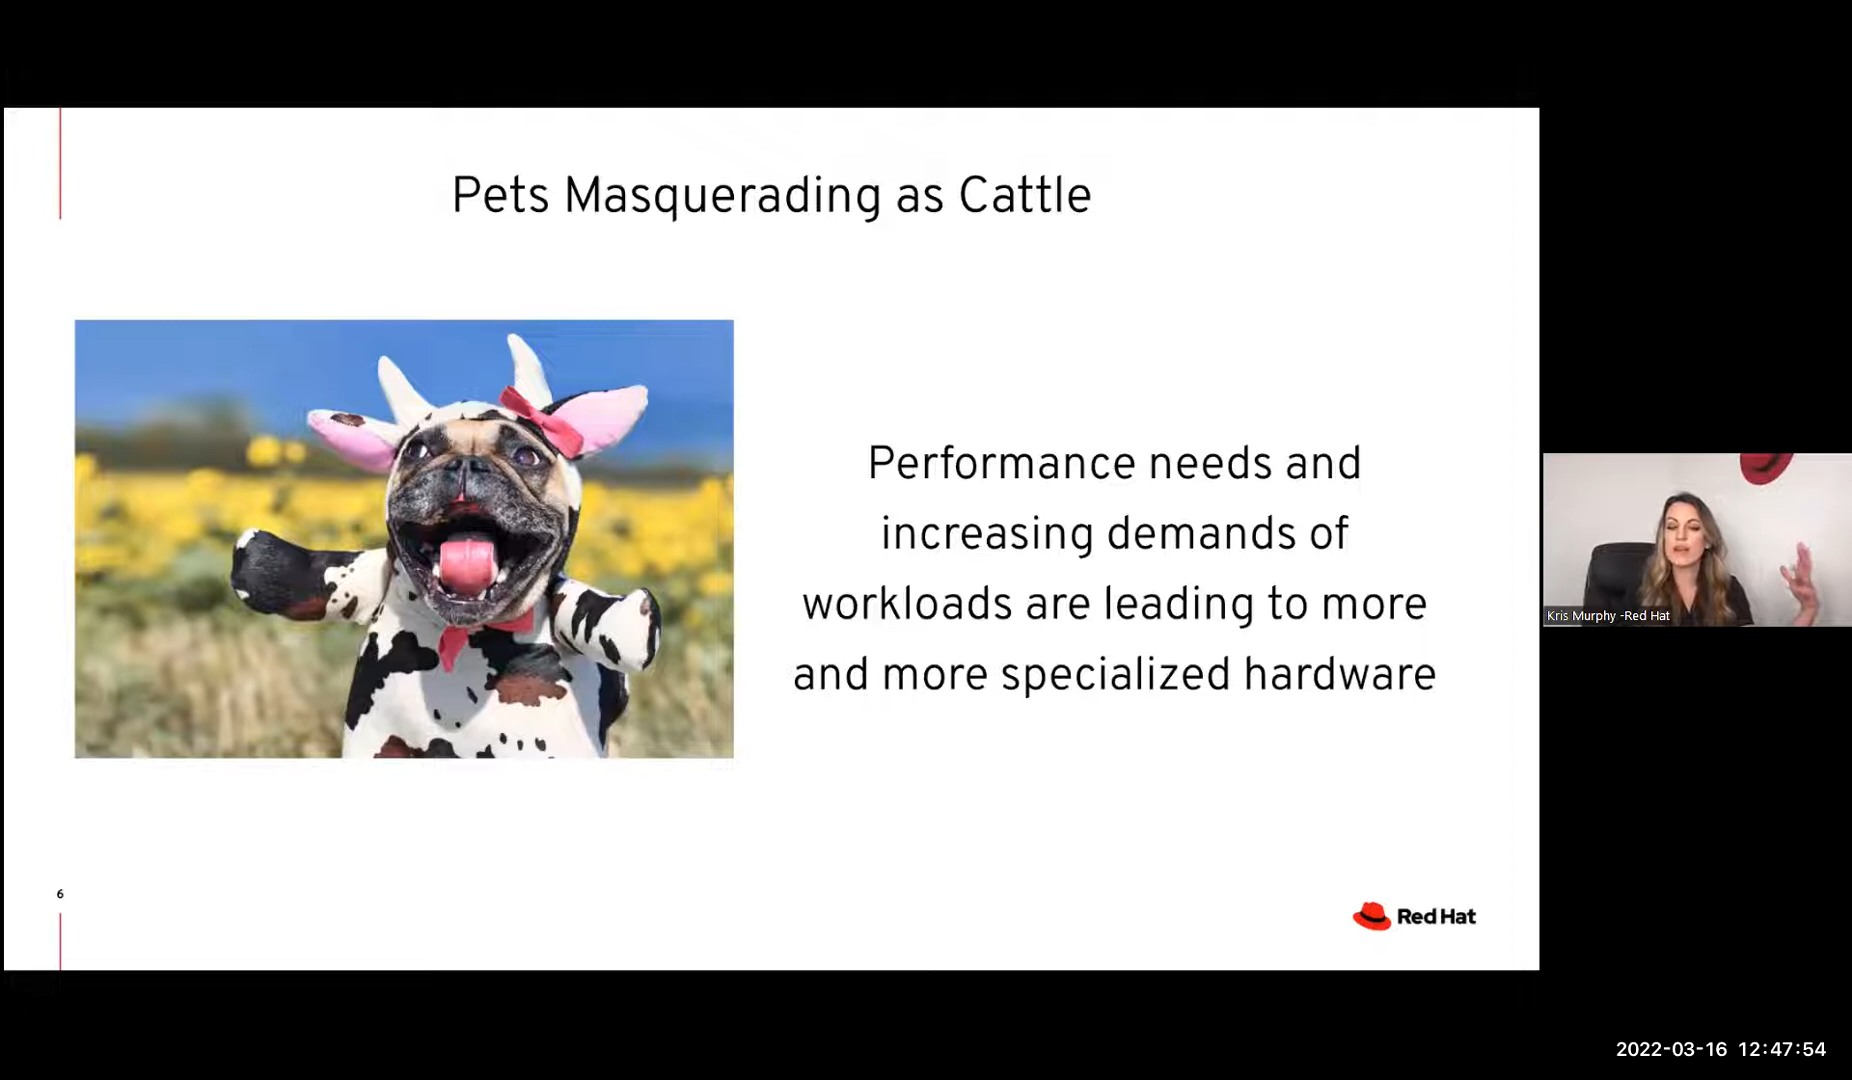 Pets Masquerading as Cattle
Performance needs and
increasing demands of
workloads are leading to more
and more specialized hardware
Kris Murphy -Red Hat
6
Red Hat
2022-03-16 12:47:54